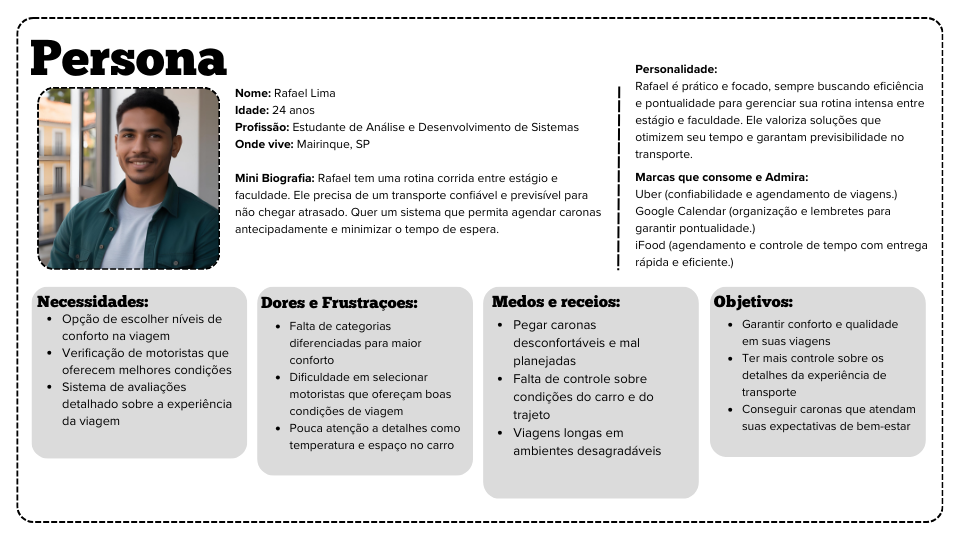 Persona
Nome: Rafael Lima
Idade: 24 anos
Profissão: Estudante de Análise e Desenvolvimento de Sistemas
Onde vive: Mairinque, SP
Mini Biografia: Rafael tem uma rotina corrida entre estágio e
faculdade. Ele precisa de um transporte confiável e previsível para
não chegar atrasado. Quer um sistema que permita agendar caronas
antecipadamente e minimizar o tempo de espera.
Personalidade:
Rafael é prático e focado, sempre buscando eficiência
e pontualidade para gerenciar sua rotina intensa entre
estágio e faculdade. Ele valoriza soluções que
otimizem seu tempo e garantam previsibilidade no
transporte.
Marcas que consome e Admira:
Uber (confiabilidade e agendamento de viagens.)
Google Calendar (organização e lembretes para
garantir pontualidade.)
iFood (agendamento e controle de tempo com entrega
rápida e eficiente.)
Necessidades:
• Opção de escolher níveis de
conforto na viagem
• Verificação de motoristas que
oferecem melhores condições
• Sistema de avaliações
detalhado sobre a experiência
da viagem
Dores e Frustraçoes:
• Falta de categorias
diferenciadas para maior
conforto
• Dificuldade em selecionar
motoristas que ofereçam boas
condições de viagem
• Pouca atenção a detalhes como
temperatura e espaço no carro
Medos e receios:
• Pegar caronas
desconfortáveis e mal
planejadas
• Falta de controle sobre
condições do carro e do
trajeto
• Viagens longas em
ambientes desagradáveis
Objetivos:
• Garantir conforto e qualidade
em suas viagens
• Ter mais controle sobre os
detalhes da experiência de
transporte
• Conseguir caronas que atendam
suas expectativas de bem-estar